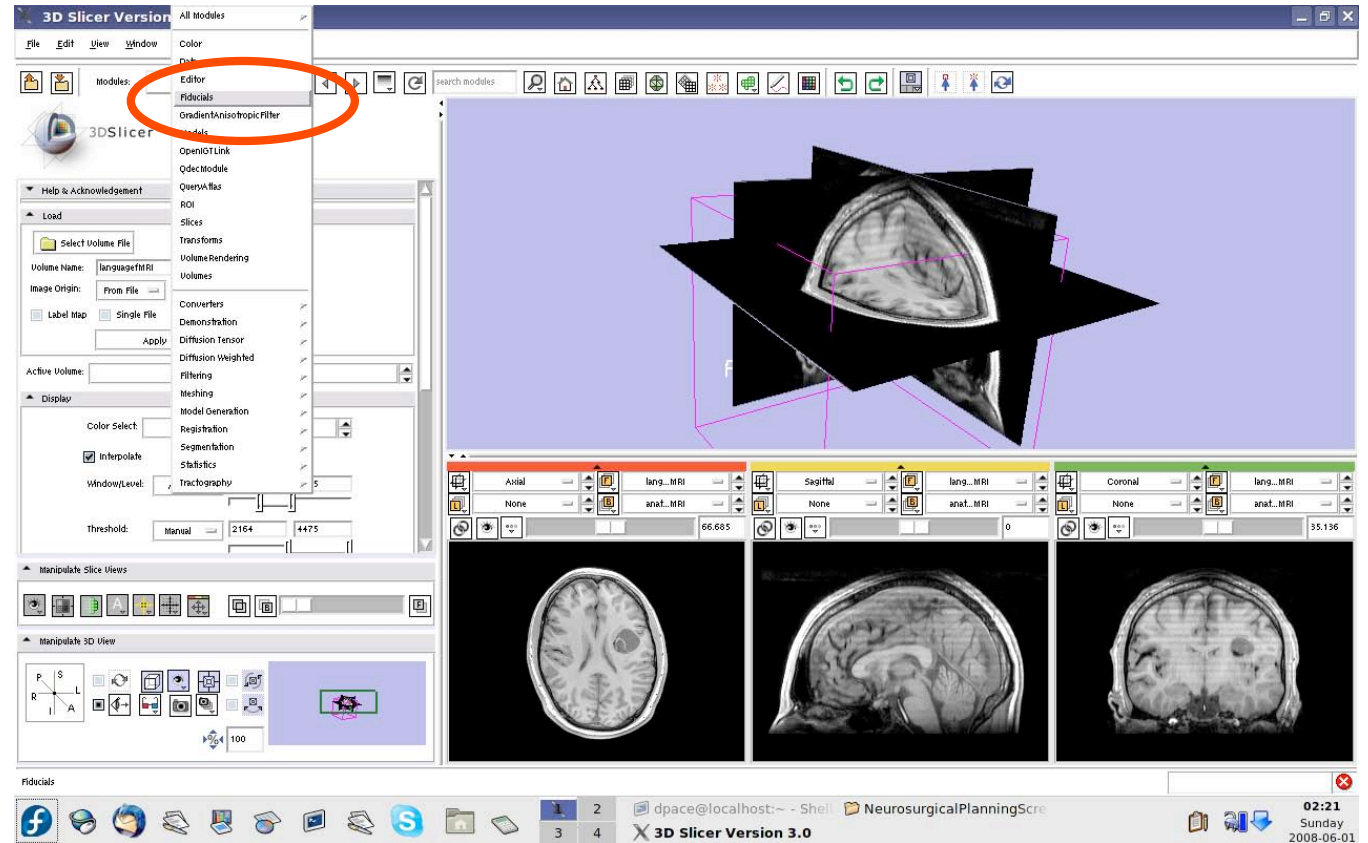 3D Slicer Version
File Edit View Window
Modules:
search modules
3DSlicer
All Modules
Color
Data
Editor
Fiducials
GradientAnisotropicFilter
Models
OpenIGTLink
QdecModule
QueryAtlas
ROI
Slices
Transforms
VolumeRendering
Volumes
Converters
Demonstration
Diffusion Tensor
Diffusion Weighted
Filtering
Meshing
Model Generation
Registration
Segmentation
Statistics
Tractography
Help & Acknowledgement
Load
Select Volume File
Volume Name: languagefMRI
Image Origin: From File
Label Map Single File
Apply
Active Volume:
Display
Color Select:
Interpolate
Window/Level:
Threshold: Manual 2164 4475
Manipulate Slice Views
Manipulate 3D View
P S
R L
I A
100
Axial lang...MRI
None anat...MRI
66.685
Sagittal lang...MRI
None anat...MRI
0
Coronal lang...MRI
None anat...MRI
35.136
Fiducials
1 2
3 4
dpace@localhost:~ - Shell
NeurosurgicalPlanningScre
3D Slicer Version 3.0
02:21
Sunday
2008-06-01